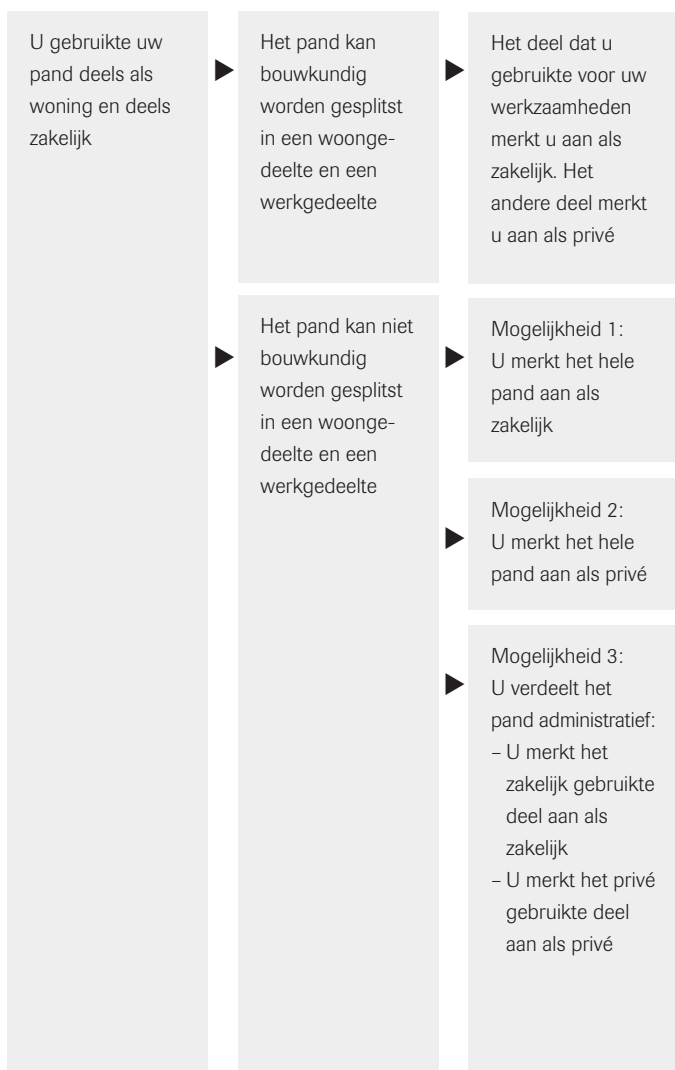 U gebruikte uw
pand deels als
woning en deels
zakelijk
Het pand kan
bouwkundig
worden gesplitst
in een woonge-
deelte en een
werkgedeelte
Het deel dat u
gebruikte voor uw
werkzaamheden
merkt u aan als
zakelijk. Het
andere deel merkt
u aan als privé
Het pand kan niet
bouwkundig
worden gesplitst
in een woonge-
deelte en een
werkgedeelte
Mogelijkheid 1:
U merkt het hele
pand aan als
zakelijk
Mogelijkheid 2:
U merkt het hele
pand aan als privé
Mogelijkheid 3:
U verdeelt het
pand administratief:
– U merkt het
zakelijk gebruikte
deel aan als
zakelijk
– U merkt het privé
gebruikte deel
aan als privé